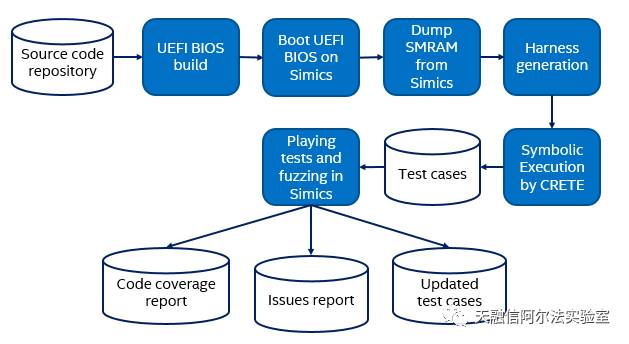 Source code
repository
UEFI BIOS
build
Boot UEFI
BIOS on
Simics
Dump
SMRAM
from
Simics
Harness
generation
Symbolic
Execution
by CRETE
Test cases
Playing
tests and
fuzzing in
Simics
Code coverage
report
Issues report
Updated
test cases
天融信阿尔法实验室